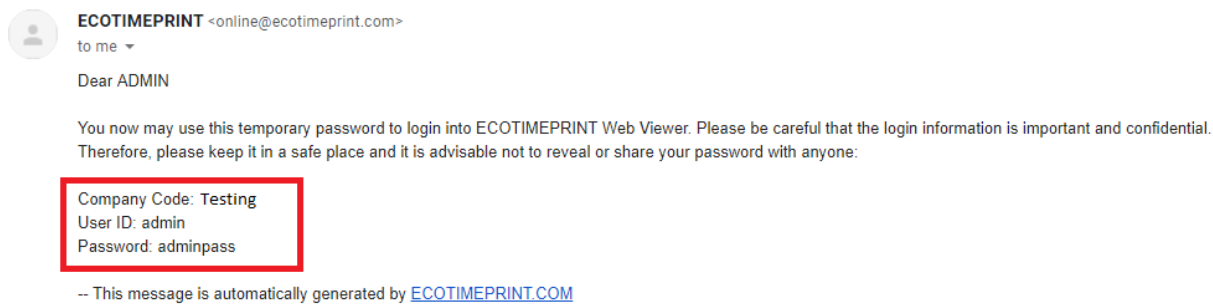 ECOTIMEPRINT <online@ecotimeprint.com>
to me
Dear ADMIN
You now may use this temporary password to login into ECOTIMEPRINT Web Viewer. Please be careful that the login information is important and confidential.
Therefore, please keep it in a safe place and it is advisable not to reveal or share your password with anyone:
Company Code: Testing
User ID: admin
Password: adminpass
-- This message is automatically generated by ECOTIMEPRINT.COM